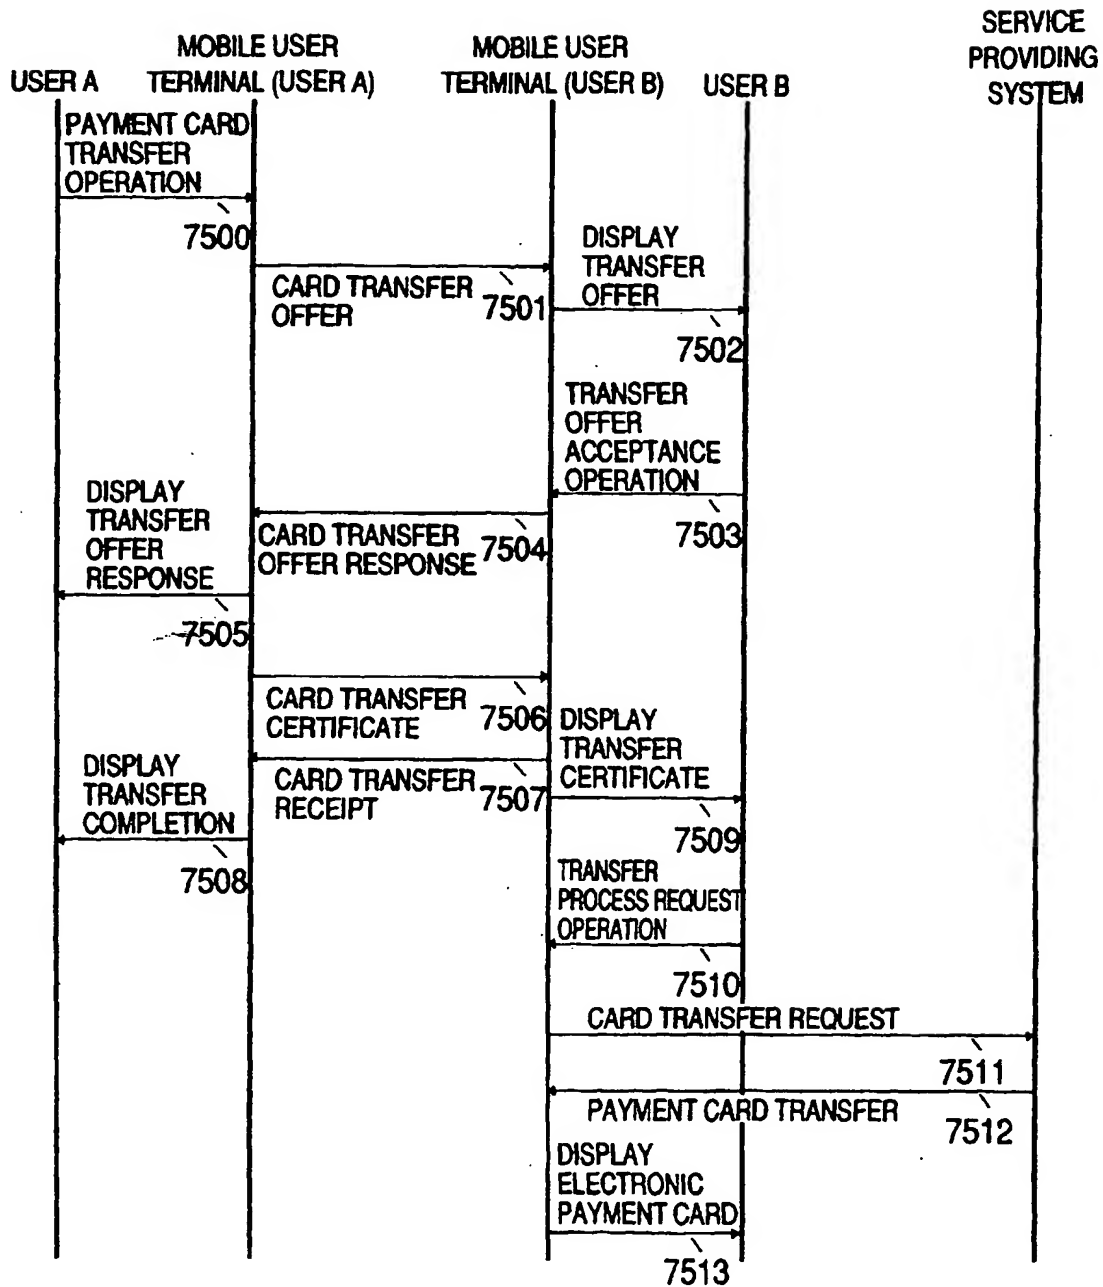 SERVICE
PROVIDING
SYSTEM
MOBILE USER
TERMINAL (USER A)
MOBILE USER
TERMINAL (USER B)
USER A
USER B
PAYMENT CARD
TRANSFER
OPERATION
7500
CARD TRANSFER
OFFER
7501
DISPLAY
TRANSFER
OFFER
7502
TRANSFER
OFFER
ACCEPTANCE
OPERATION
7503
CARD TRANSFER
OFFER RESPONSE
7504
DISPLAY
TRANSFER
OFFER
RESPONSE
7505
CARD TRANSFER
CERTIFICATE
7506
CARD TRANSFER
RECEIPT
7507
DISPLAY
TRANSFER
COMPLETION
7508
DISPLAY
TRANSFER
CERTIFICATE
7509
TRANSFER
PROCESS REQUEST
OPERATION
7510
CARD TRANSFER REQUEST
7511
PAYMENT CARD TRANSFER
7512
DISPLAY
ELECTRONIC
PAYMENT CARD
7513